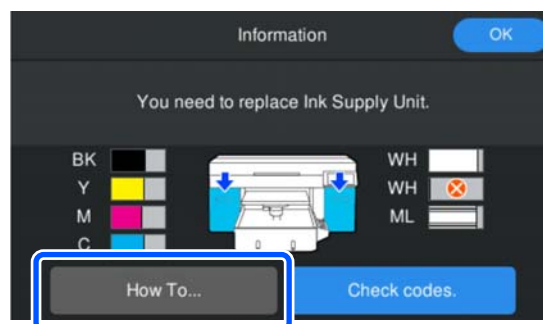 Information
OK
You need to replace Ink Supply Unit.
BK
Y
M
C
WH
WH
ML
How To...
Check codes.